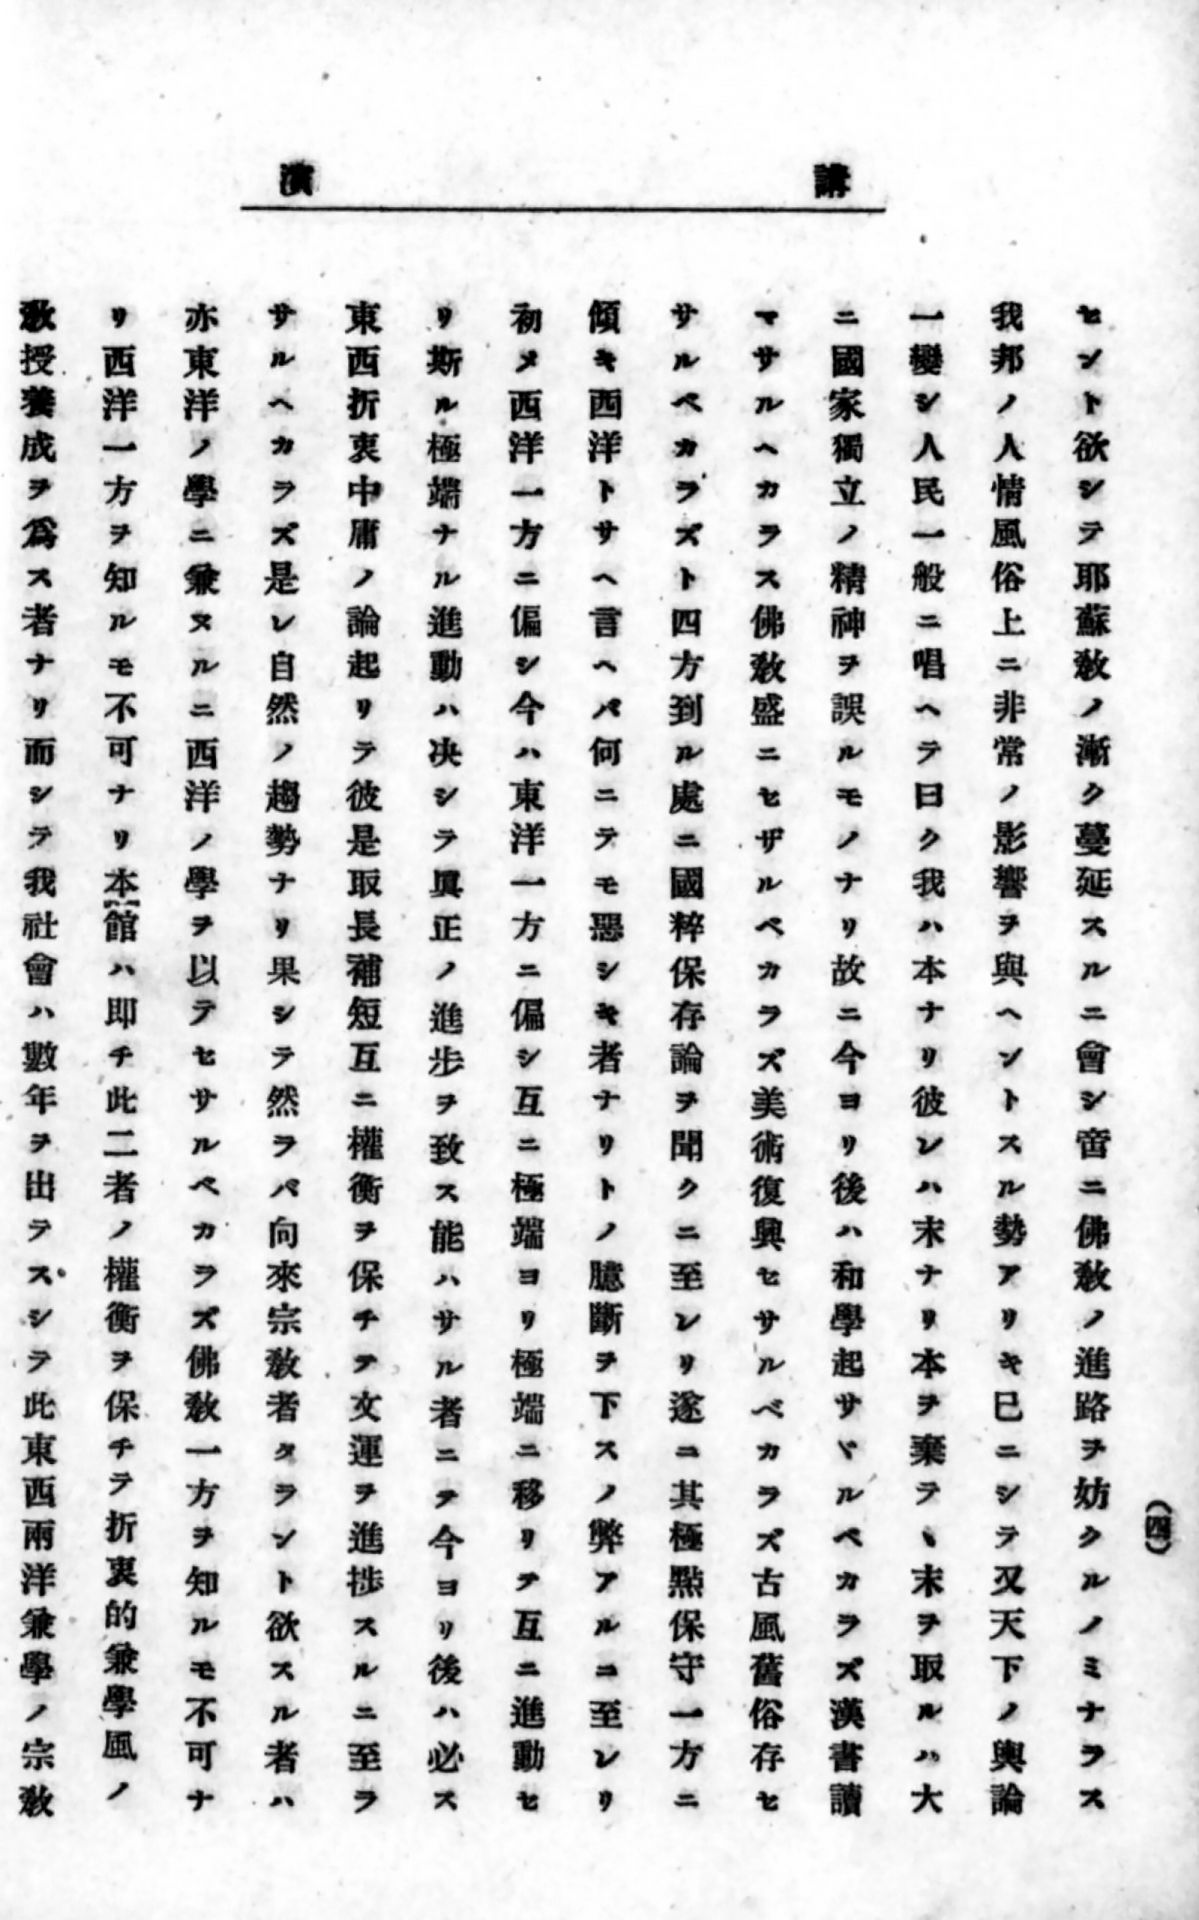 講演
(四)
セント欲シテ耶蘇敎ノ漸ク蔓延スルニ會シ啻ニ佛敎ノ進路ヲ妨クルノミナラス
我邦ノ人情風俗上ニ非常ノ影響ヲ與ヘントスル勢アリキ已ニシテ又天下ノ輿論
一變シ人民一般ニ唱ヘテ曰ク我ハ本ナリ彼レハ末ナリ本ヲ棄テヽ末ヲ取ルハ大
ニ國家獨立ノ精神ヲ誤ルモノナリ故ニ今ヨリ後ハ和學起サヾルベカラズ漢書讀
マサルヘカラス佛敎盛ニセザルベカラズ美術復興セサルベカラズ古風舊俗存セ
サルベカラズト四方到ル處ニ國粹保存論ヲ聞クニ至レリ遂ニ其極點保守一方ニ
傾キ西洋トサヘ言ヘバ何ニテモ惡シキ者ナリトノ臆斷ヲ下スノ弊アルニ至レリ
初メ西洋一方ニ偏シ今ハ東洋一方ニ偏シ互ニ極端ヨリ極端ニ移リテ互ニ進動セ
リ斯ル極端ナル進動ハ决シテ眞正ノ進歩ヲ致ス能ハサル者ニテ今ヨリ後ハ必ス
東西折衷中庸ノ論起リテ彼是取長補短互ニ權衡ヲ保チテ文運ヲ進捗スルニ至ラ
サルヘカラズ是レ自然ノ趨勢ナリ果シテ然ラバ向來宗敎者タラント欲スル者ハ
亦東洋ノ學ニ兼ヌルニ西洋ノ學ヲ以テセサルベカラズ佛敎一方ヲ知ルモ不可ナ
リ西洋一方ヲ知ルモ不可ナリ本館ハ即チ此二者ノ權衡ヲ保チテ折衷的兼學風ノ
敎授養成ヲ爲ス者ナリ而シテ我社會ハ數年ヲ出テスシテ此東西兩洋兼學ノ宗敎